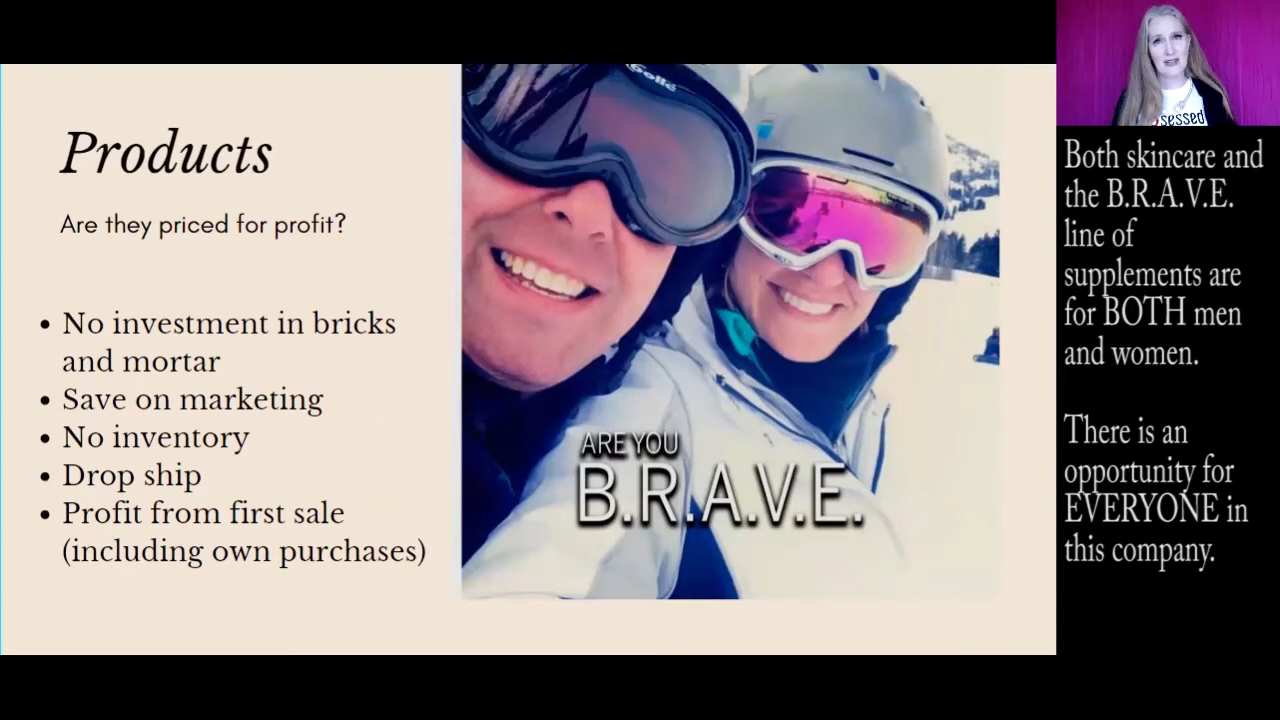 Products
Are they priced for profit?
No investment in bricks
and mortar
Save on marketing
No inventory
Drop ship
Profit from first sale
(including own purchases)
Bollé
ARE YOU
B.R.A.V.E.
sessed
Both skincare and
the B.R.A.V.E.
line of
supplements are
for BOTH men
and women.
There is an
opportunity for
EVERYONE in
this company.